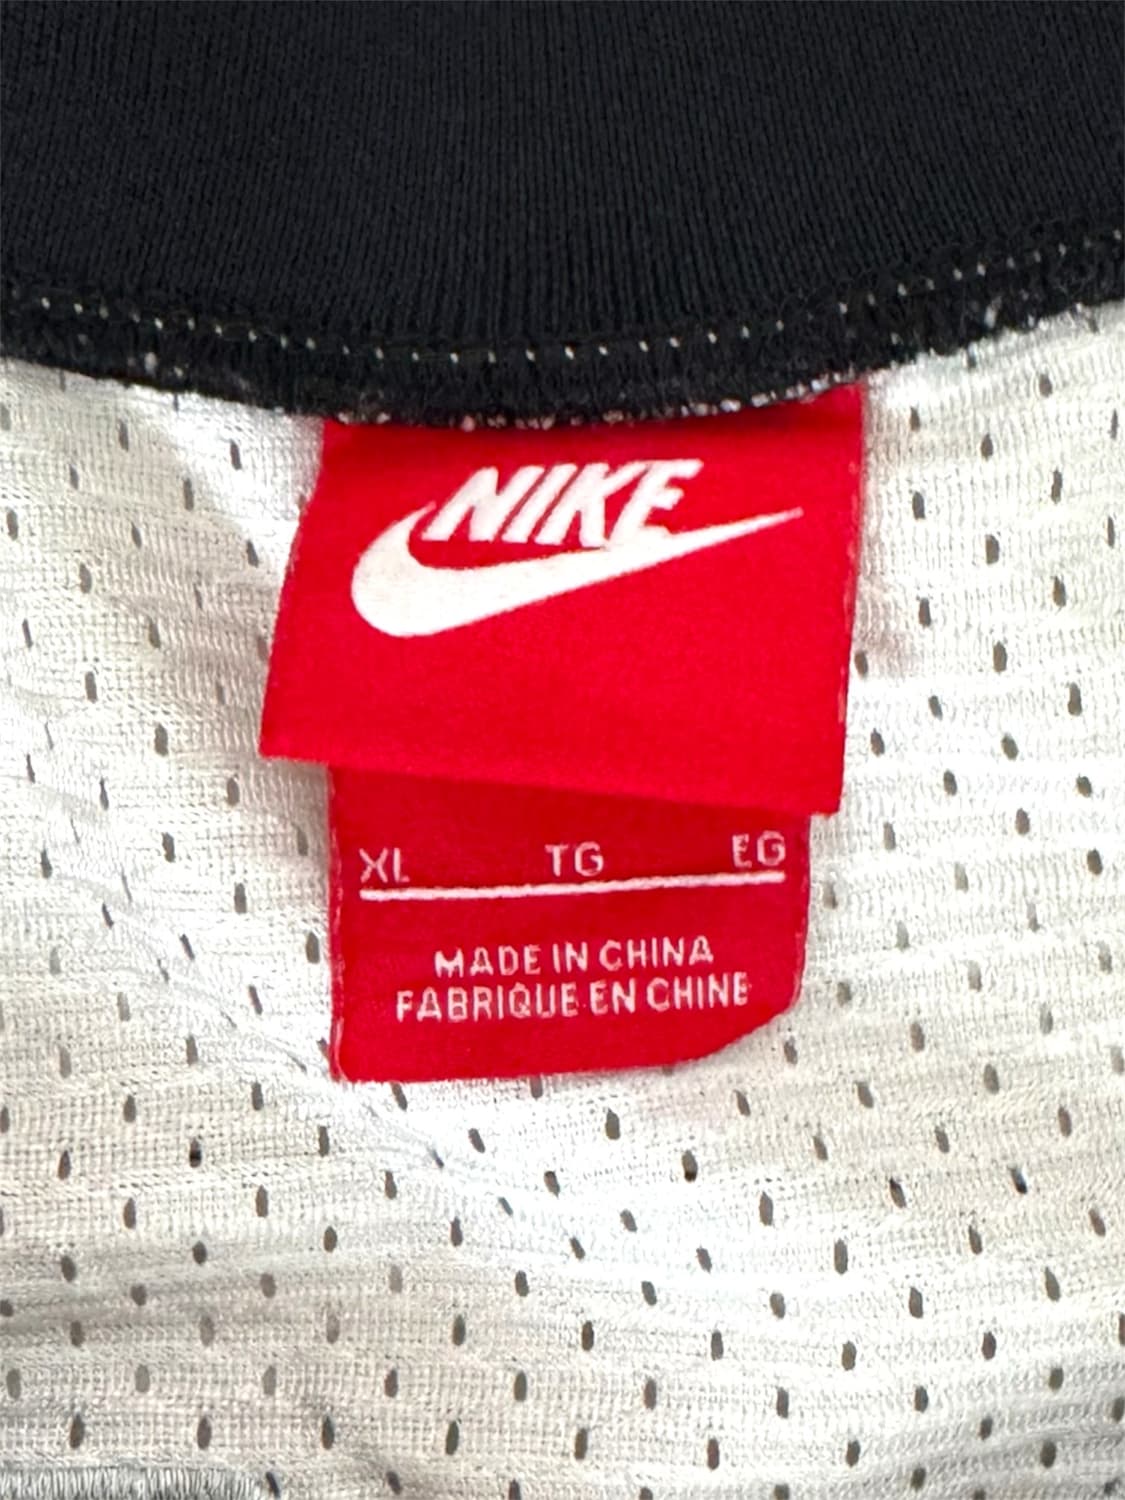 NIKE
XL TG EG
MADE IN CHINA
FABRIQUE EN CHINE